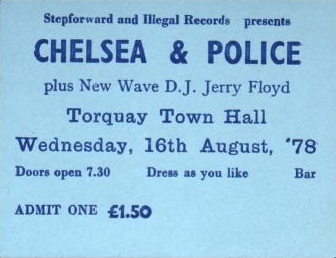 Stepforward and Illegal Records presents
CHELSEA & POLICE
plus New Wave D.J. Jerry Floyd
Torquay Town Hall
Wednesday, 16th August, '78
Doors open 7.30 Dress as you like Bar
ADMIT ONE £1.50